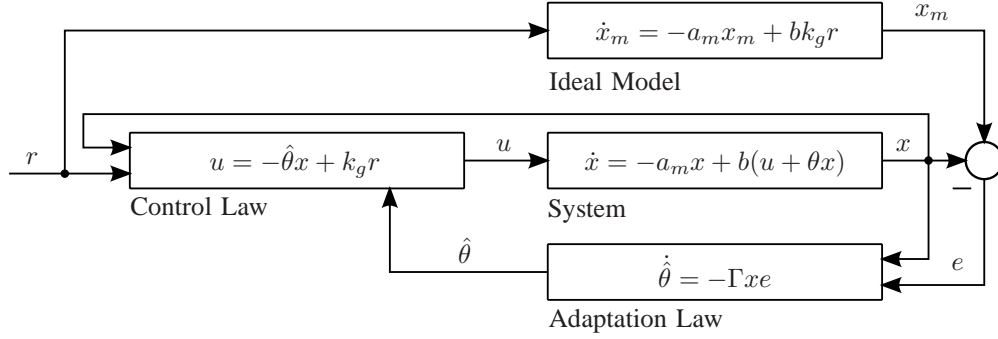 x_m
ẋ_m = −a_m x_m + b k_g r
Ideal Model
r
u = −θ̂x + k_g r
u
ẋ = −a_m x + b(u + θx)
x
−
Control Law
System
θ̂
θ̂̇ = −Γxe
e
Adaptation Law